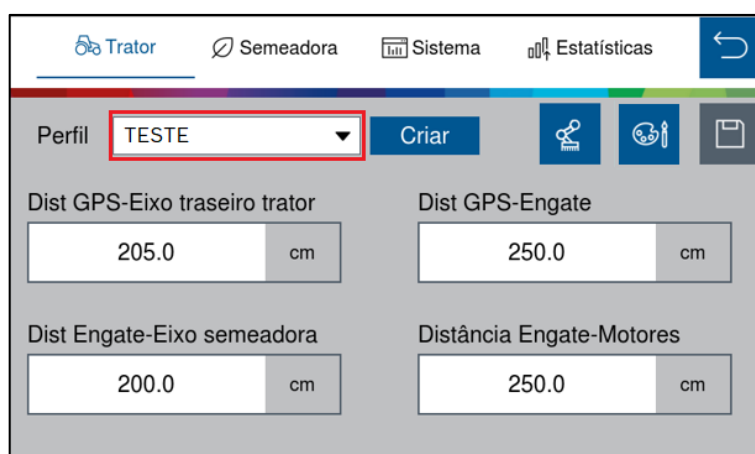 Trator Semeadora Sistema Estatísticas
Perfil TESTE Criar
Dist GPS-Eixo traseiro trator Dist GPS-Engate
205.0 cm 250.0 cm
Dist Engate-Eixo semeadora Distância Engate-Motores
200.0 cm 250.0 cm